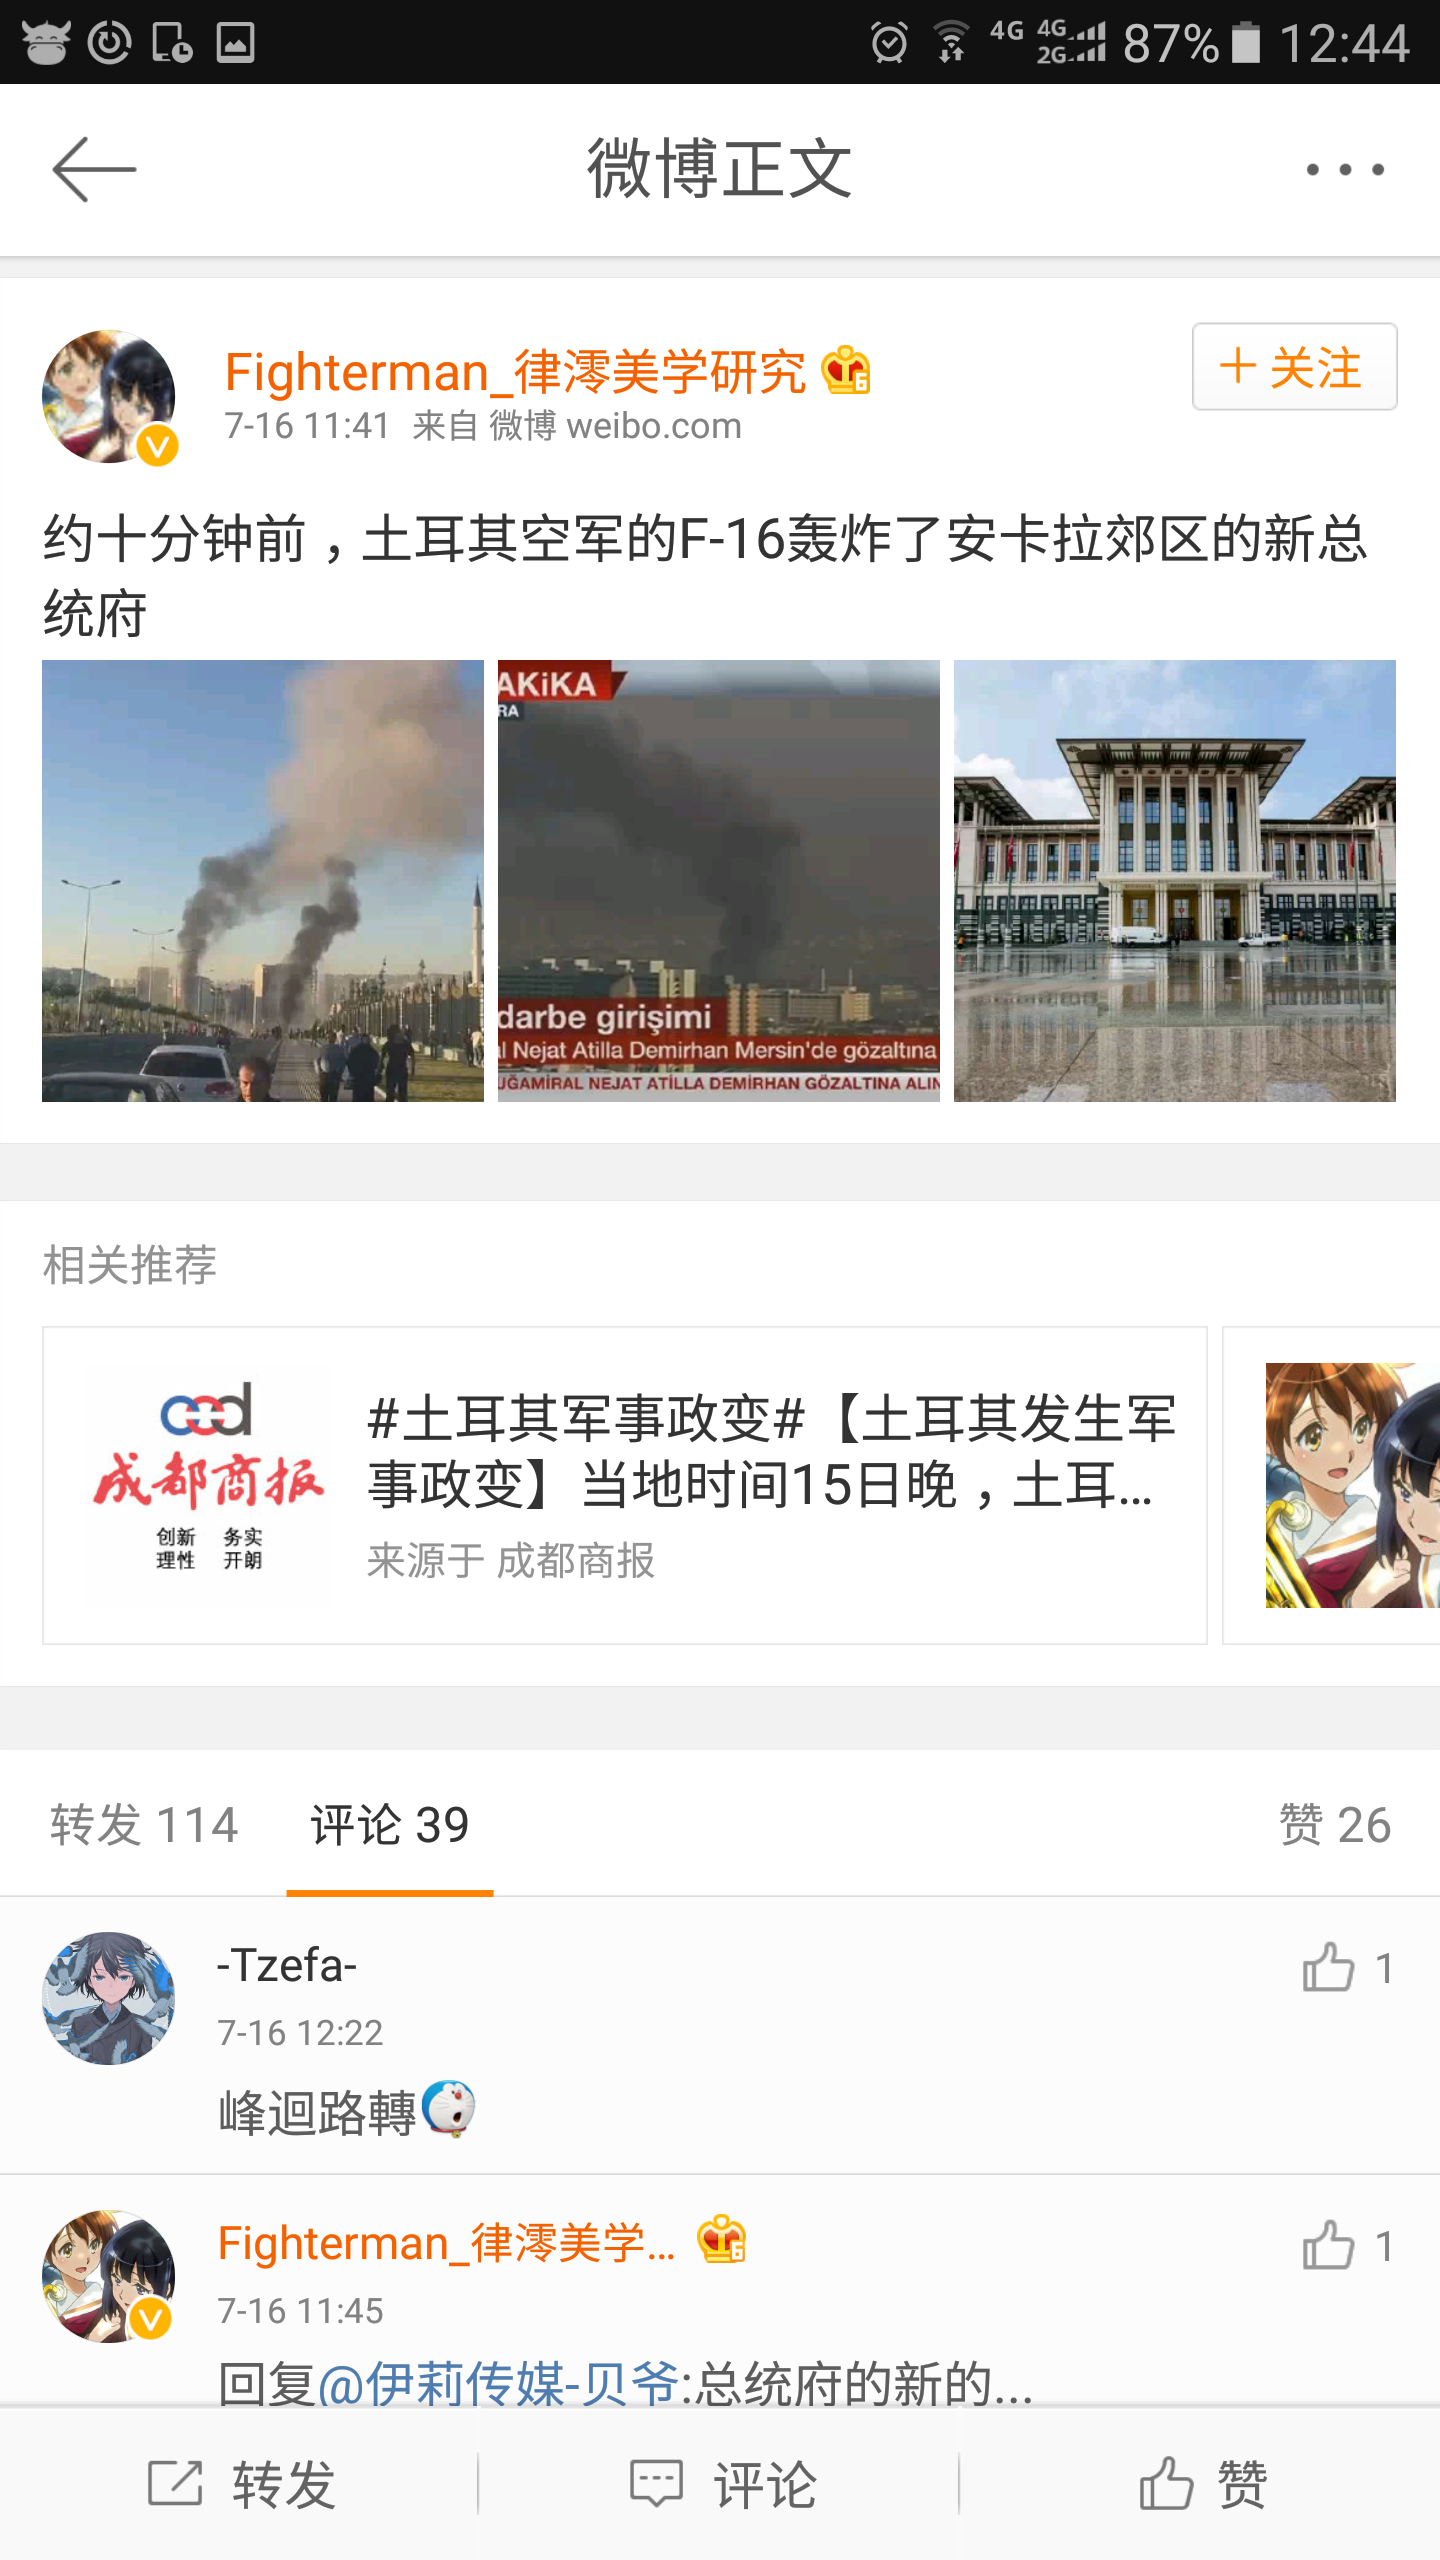 4G 4G 2G 87% 12:44
微博正文
Fighterman_律澪美学研究 6
+ 关注
7-16 11:41 来自 微博 weibo.com
约十分钟前，土耳其空军的F-16轰炸了安卡拉郊区的新总
统府
AKiKA
RA
darbe girişimi
l Nejat Atilla Demirhan Mersin'de gözaltına
UĞAMİRAL NEJAT ATİLLA DEMİRHAN GÖZALTINA ALIN
相关推荐
ccd
成都商报
创新 务实
理性 开朗
#土耳其军事政变#【土耳其发生军
事政变】当地时间15日晚，土耳...
来源于 成都商报
转发 114 评论 39 赞 26
-Tzefa- 1
7-16 12:22
峰迴路轉
Fighterman_律澪美学... 6 1
7-16 11:45
回复@伊莉传媒-贝爷:总统府的新的...
转发 评论 赞